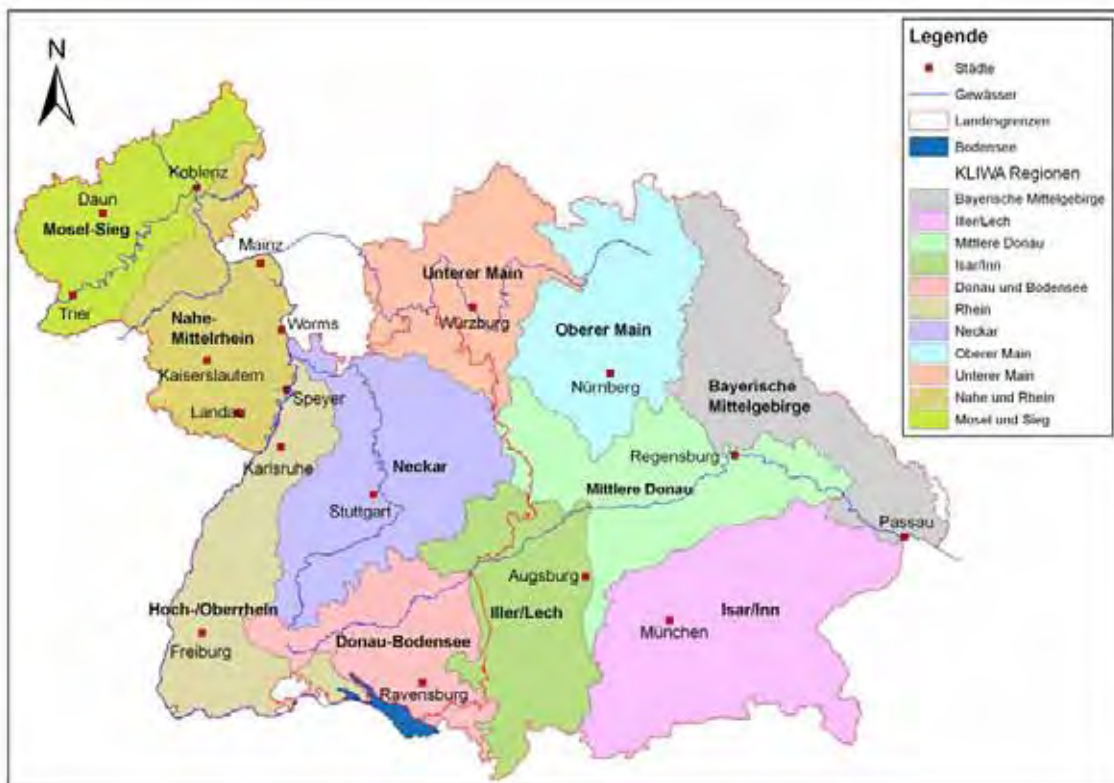 N
Koblenz
Daun
Mosel-Sieg
Trier
Mainz
Nahe-
Mittelrhein
Worms
Kaiserslautern
Landau
Speyer
Karlsruhe
Unterer Main
Würzburg
Oberer Main
Nürnberg
Bayerische
Mittelgebirge
Regensburg
Neckar
Stuttgart
Mittlere Donau
Passau
Augsburg
Iller/Lech
Isar/Inn
München
Hoch-/Oberrhein
Freiburg
Donau-Bodensee
Ravensburg
Legende
Städte
Gewässer
Landesgrenzen
Bodensee
KLIWA Regionen
Bayerische Mittelgebirge
Iller/Lech
Mittlere Donau
Isar/Inn
Donau und Bodensee
Rhein
Neckar
Oberer Main
Unterer Main
Nahe und Rhein
Mosel und Sieg